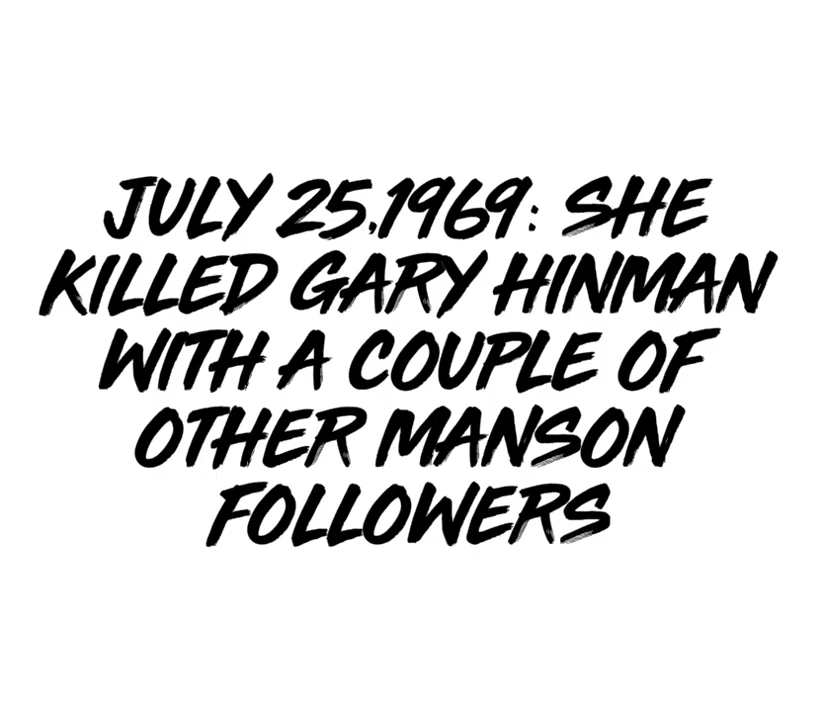 JULY 25,1969: SHE
KILLED GARY HINMAN
WITH A COUPLE OF
OTHER MANSON
FOLLOWERS